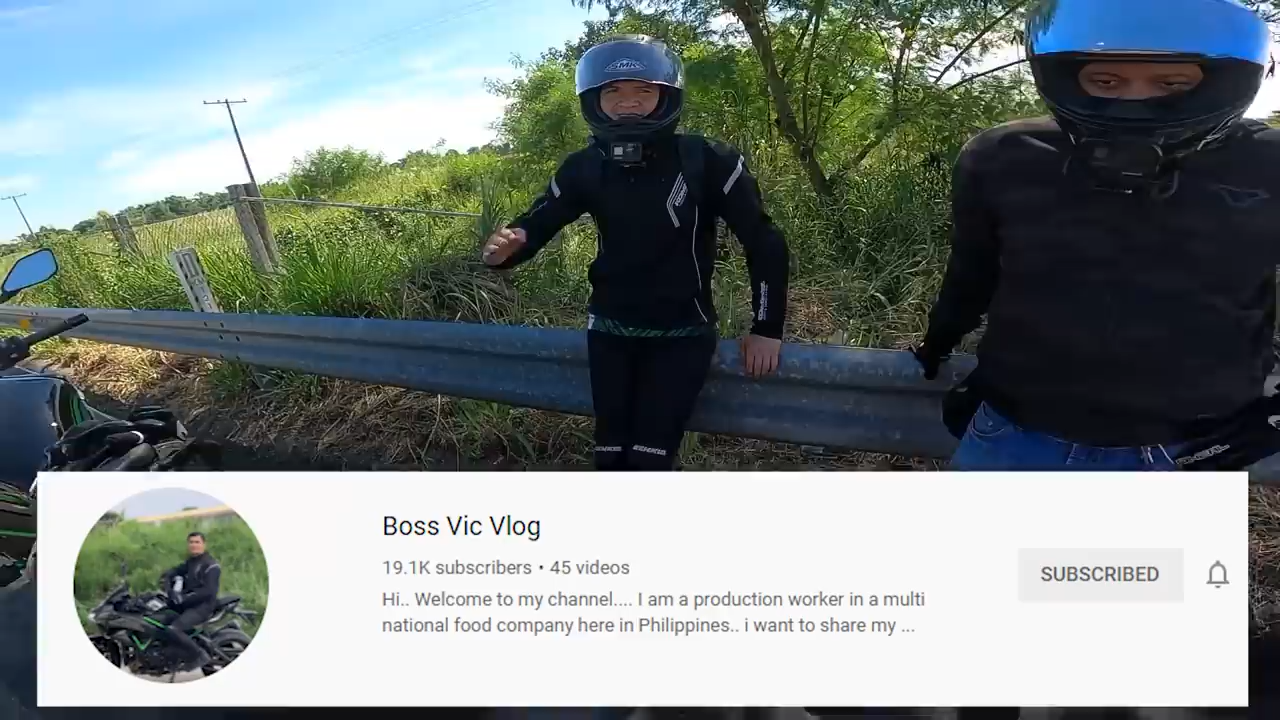 SMK
Boss Vic Vlog
19.1K subscribers • 45 videos
Hi.. Welcome to my channel.... I am a production worker in a multi
national food company here in Philippines.. i want to share my ...
SUBSCRIBED